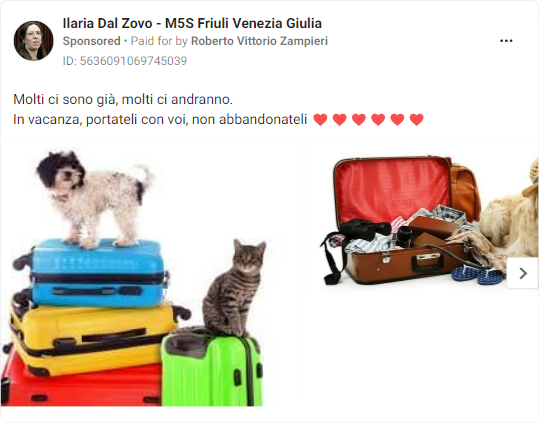 Ilaria Dal Zovo - M5S Friuli Venezia Giulia
Sponsored • Paid for by Roberto Vittorio Zampieri
ID: 5636091069745039
Molti ci sono già, molti ci andranno.
In vacanza, portateli con voi, non abbandonateli ❤️❤️❤️❤️❤️❤️